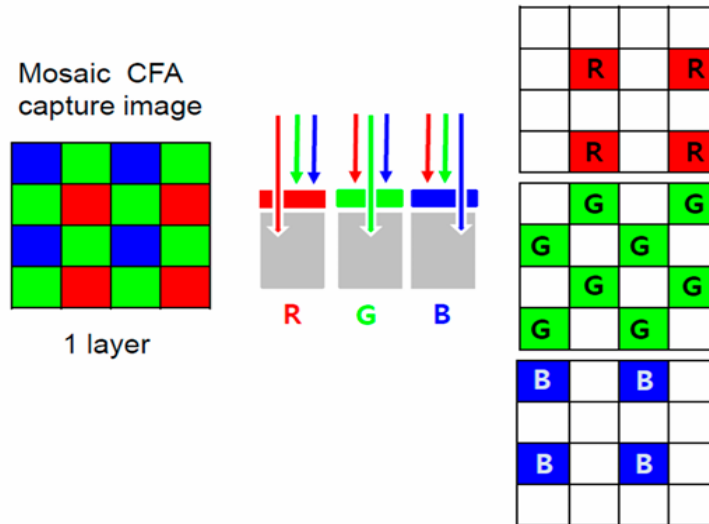 Mosaic CFA
capture image
1 layer
R G B
R R
R R
G G
G G
G G
G G
B B
B B